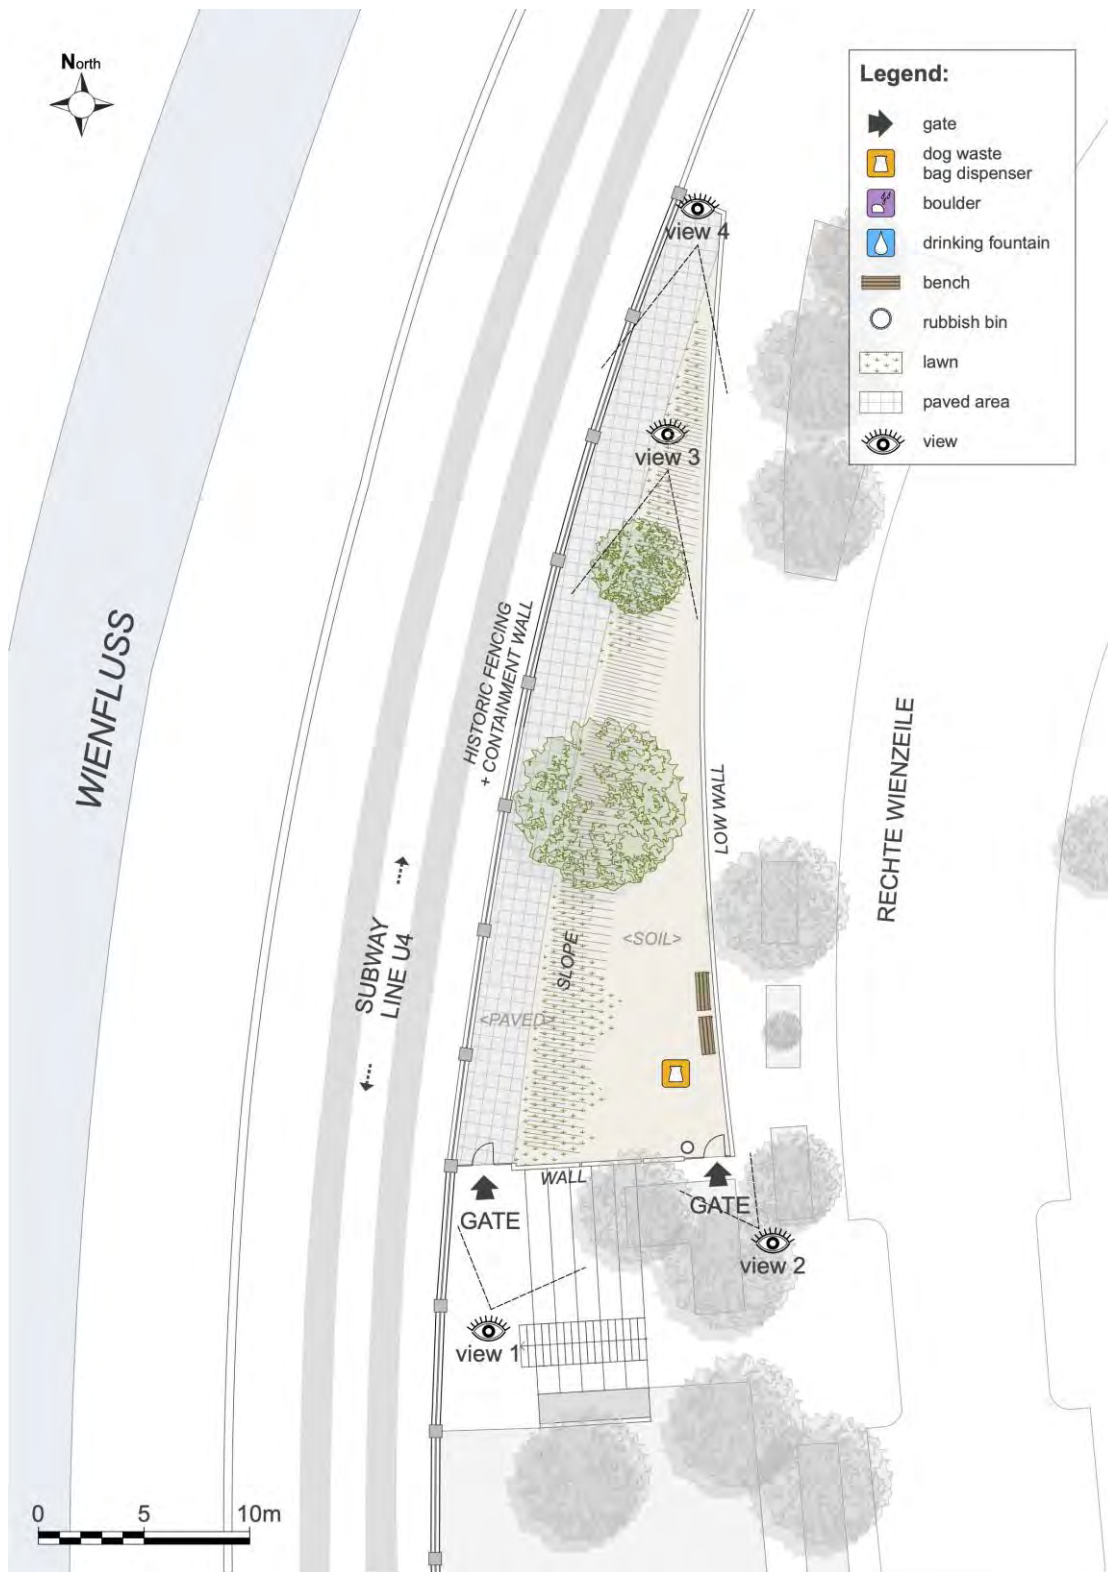 North
Legend:
gate
dog waste
bag dispenser
boulder
drinking fountain
bench
rubbish bin
lawn
paved area
view
view 4
view 3
HISTORIC FENCING
+ CONTAINMENT WALL
WIENFLUSS
LOW WALL
RECHTE WIENZEILE
SUBWAY
LINE U4
SLOPE
<SOIL>
<PAVED>
WALL
GATE
GATE
view 2
view 1
0 5 10m